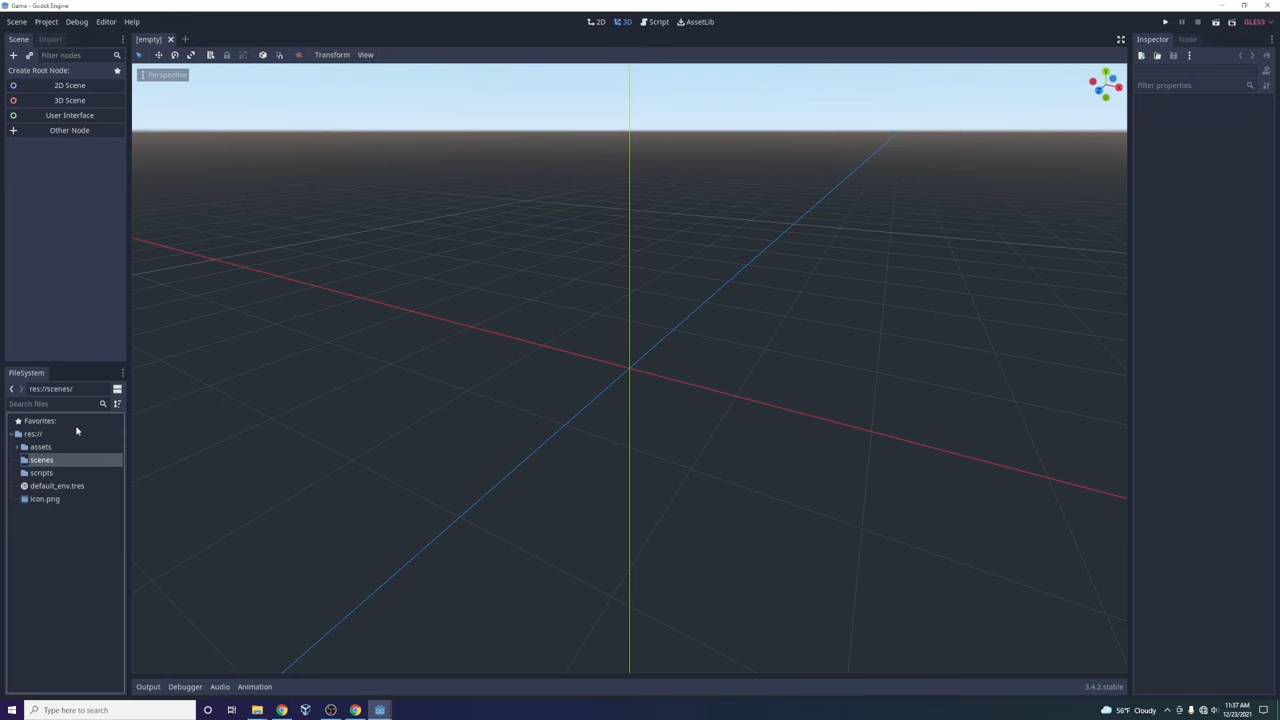 Game - Godot Engine
Scene Project Debug Editor Help
2D 3D Script AssetLib
GLES3
Scene Import
[empty]
Inspector Node
Filter nodes
Transform View
Create Root Node:
Perspective
Y
X
Z
2D Scene
Filter properties
3D Scene
User Interface
Other Node
FileSystem
res://scenes/
Search files
Favorites:
res://
assets
scenes
scripts
default_env.tres
icon.png
Output Debugger Audio Animation
3.4.2.stable
Type here to search
56°F Cloudy
11:37 AM
12/23/2021